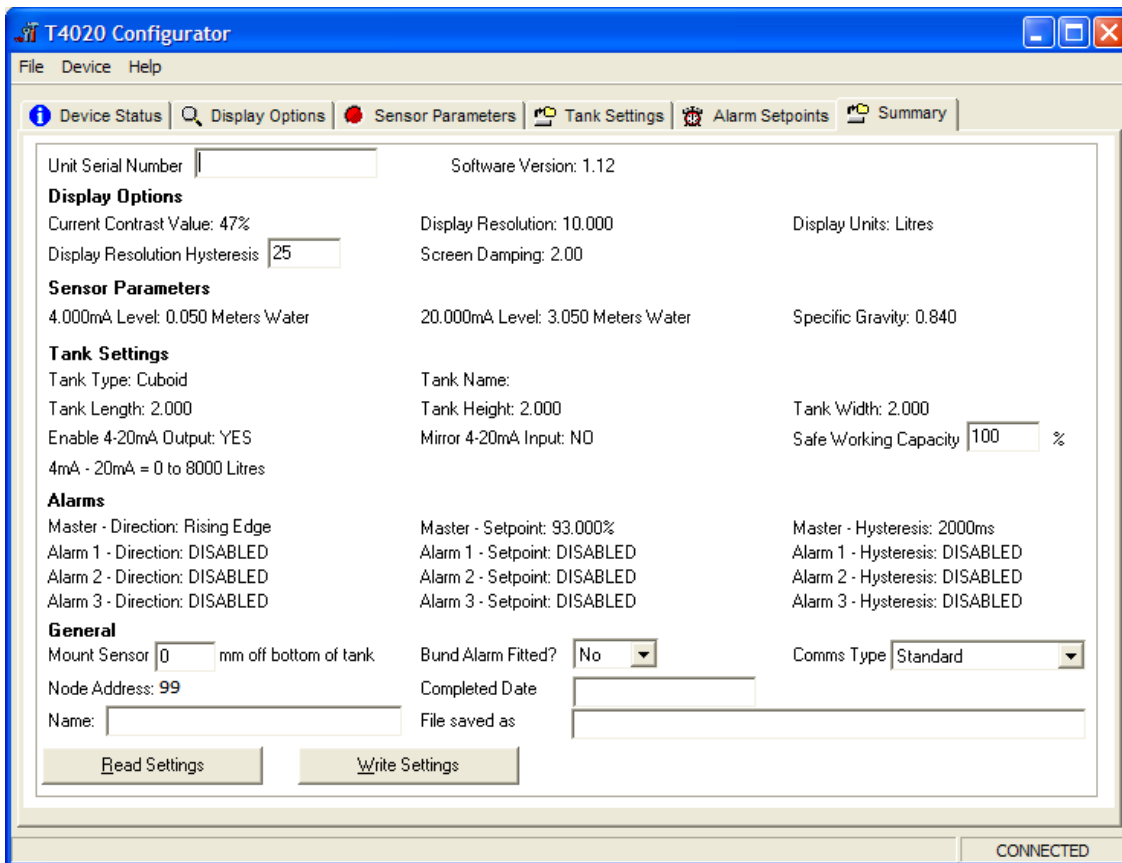 T4020 Configurator
File Device Help
Device Status Display Options Sensor Parameters Tank Settings Alarm Setpoints Summary
Unit Serial Number Software Version: 1.12
Display Options
Current Contrast Value: 47% Display Resolution: 10.000 Display Units: Litres
Display Resolution Hysteresis 25 Screen Damping: 2.00
Sensor Parameters
4.000mA Level: 0.050 Meters Water 20.000mA Level: 3.050 Meters Water Specific Gravity: 0.840
Tank Settings
Tank Type: Cuboid Tank Name:
Tank Length: 2.000 Tank Height: 2.000 Tank Width: 2.000
Enable 4-20mA Output: YES Mirror 4-20mA Input: NO Safe Working Capacity 100 %
4mA - 20mA = 0 to 8000 Litres
Alarms
Master - Direction: Rising Edge Master - Setpoint: 93.000% Master - Hysteresis: 2000ms
Alarm 1 - Direction: DISABLED Alarm 1 - Setpoint: DISABLED Alarm 1 - Hysteresis: DISABLED
Alarm 2 - Direction: DISABLED Alarm 2 - Setpoint: DISABLED Alarm 2 - Hysteresis: DISABLED
Alarm 3 - Direction: DISABLED Alarm 3 - Setpoint: DISABLED Alarm 3 - Hysteresis: DISABLED
General
Mount Sensor 0 mm off bottom of tank Bund Alarm Fitted? No Comms Type Standard
Node Address: 99 Completed Date
Name: File saved as
Read Settings Write Settings
CONNECTED